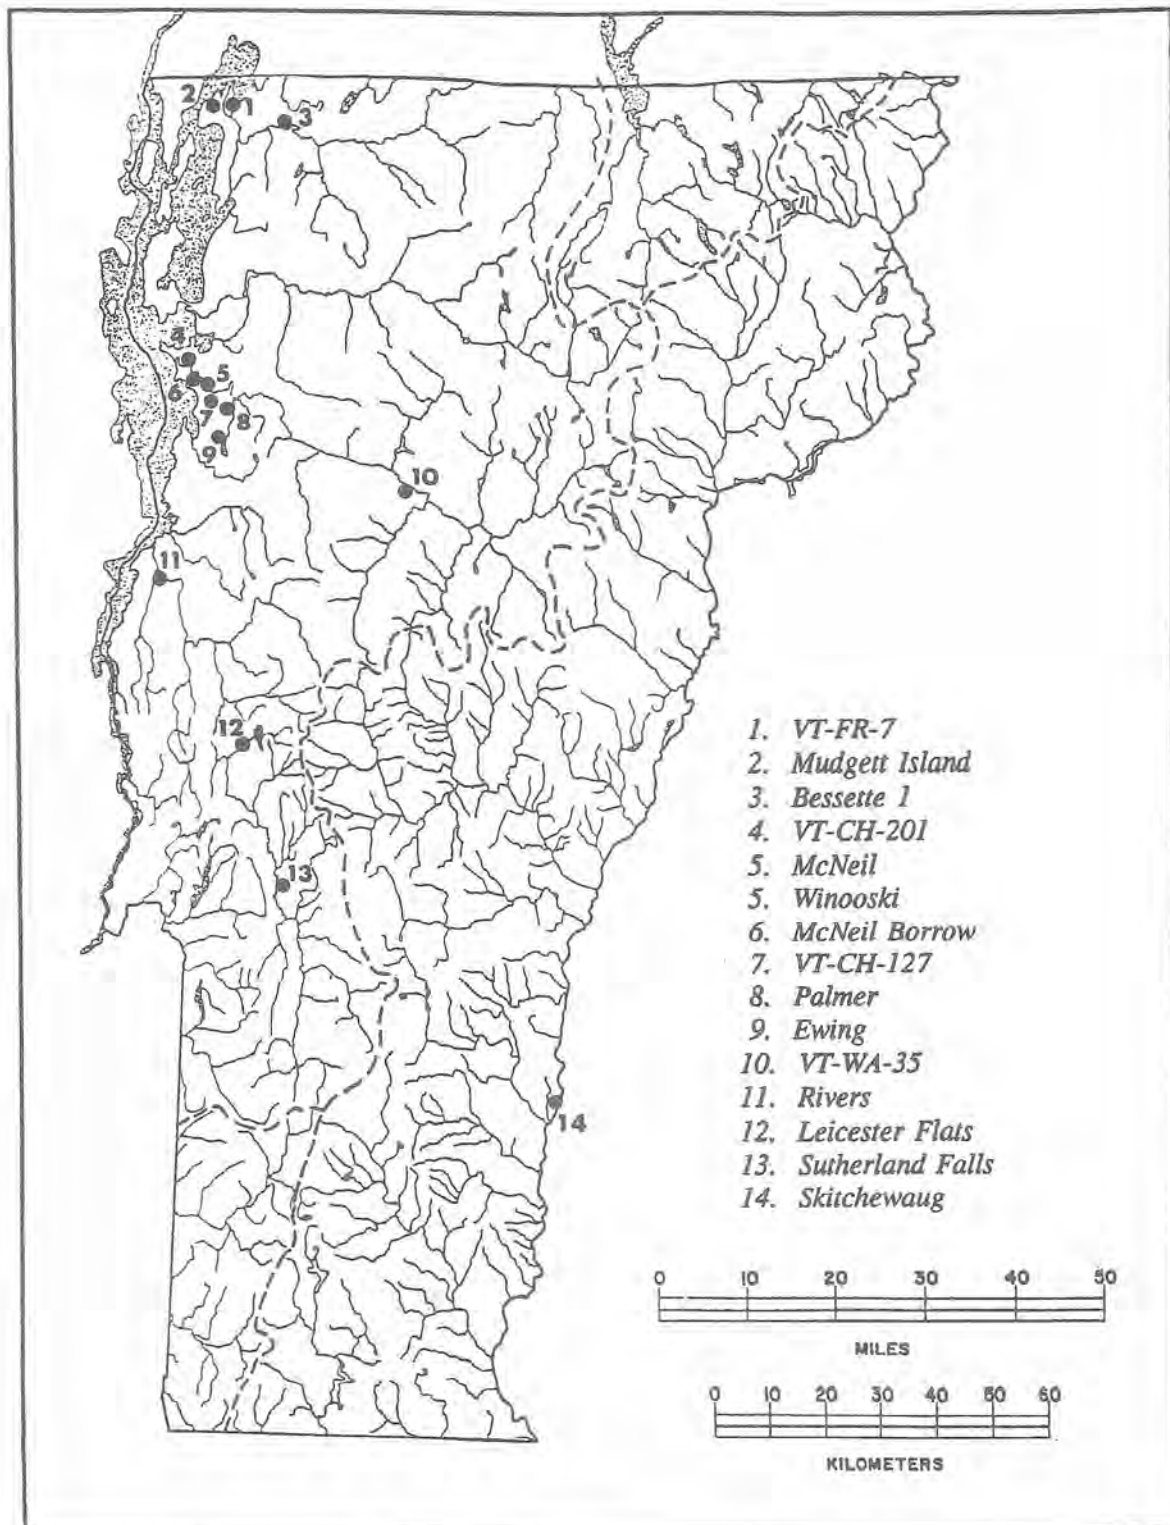 2
1
3
4
5
6
7
8
9
10
11
12
13
14
1. VT-FR-7
2. Mudgett Island
3. Bessette 1
4. VT-CH-201
5. McNeil
5. Winooski
6. McNeil Borrow
7. VT-CH-127
8. Palmer
9. Ewing
10. VT-WA-35
11. Rivers
12. Leicester Flats
13. Sutherland Falls
14. Skitchewaug
0 10 20 30 40 50
MILES
0 10 20 30 40 50 60
KILOMETERS